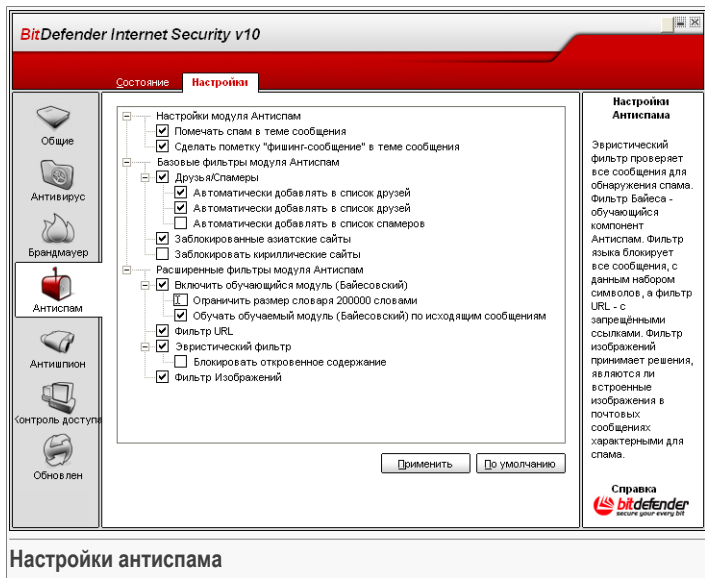 BitDefender Internet Security v10
Состояние
Настройки
Общие
Антивирус
Брандмауер
Антиспам
Антишпион
Контроль доступа
Обновлен
Настройки модуля Антиспам
Помечать спам в теме сообщения
Сделать пометку "фишинг-сообщение" в теме сообщения
Базовые фильтры модуля Антиспам
Друзья/Спамеры
Автоматически добавлять в список друзей
Автоматически добавлять в список друзей
Автоматически добавлять в список спамеров
Заблокированные азиатские сайты
Заблокировать кириллические сайты
Расширенные фильтры модуля Антиспам
Включить обучающийся модуль (Байесовский)
Ограничить размер словаря 200000 словами
Обучать обучаемый модуль (Байесовский) по исходящим сообщениям
Фильтр URL
Эвристический фильтр
Блокировать откровенное содержание
Фильтр Изображений
Применить
По умолчанию
Настройки
Антиспама
Эвристический
фильтр проверяет
все сообщения для
обнаружения спама.
Фильтр Байеса -
обучающийся
компонент
Антиспам. Фильтр
языка блокирует
все сообщения, с
данным набором
символов, а фильтр
URL - с
запрещёнными
ссылками. Фильтр
изображений
принимает решения,
являются ли
встроенные
изображения в
почтовых
сообщениях
характерными для
спама.
Справка
bitdefender
secure your every bit
Настройки антиспама